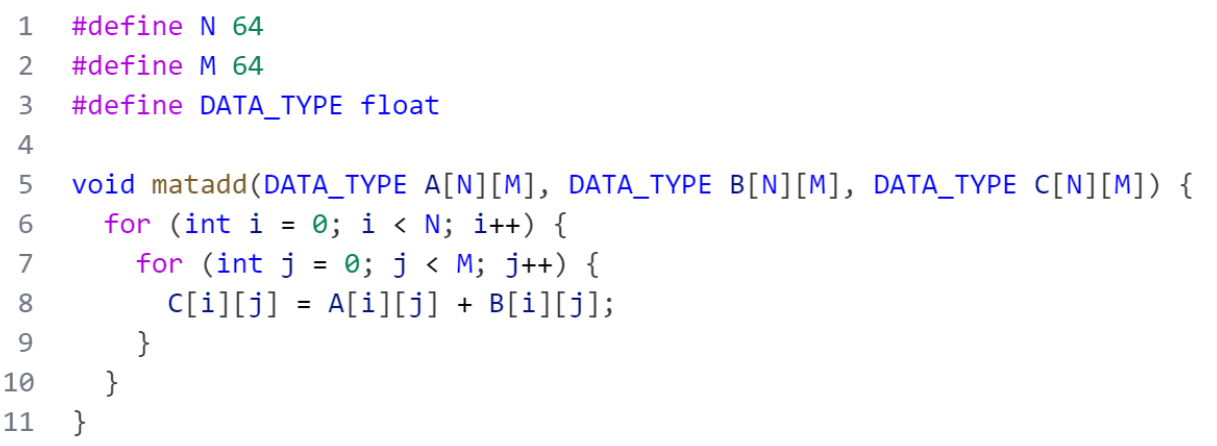 1 #define N 64
2 #define M 64
3 #define DATA_TYPE float
4
5 void matadd(DATA_TYPE A[N][M], DATA_TYPE B[N][M], DATA_TYPE C[N][M]) {
6   for (int i = 0; i < N; i++) {
7     for (int j = 0; j < M; j++) {
8       C[i][j] = A[i][j] + B[i][j];
9     }
10   }
11 }